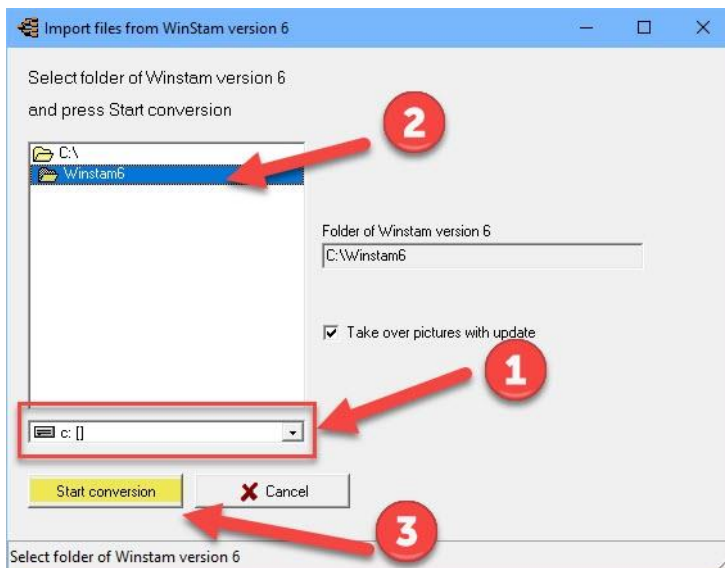 Import files from WinStam version 6
Select folder of Winstam version 6
and press Start conversion
2
C:\
Winstam6
Folder of Winstam version 6
C:\Winstam6
Take over pictures with update
1
c: []
Start conversion
Cancel
3
Select folder of Winstam version 6